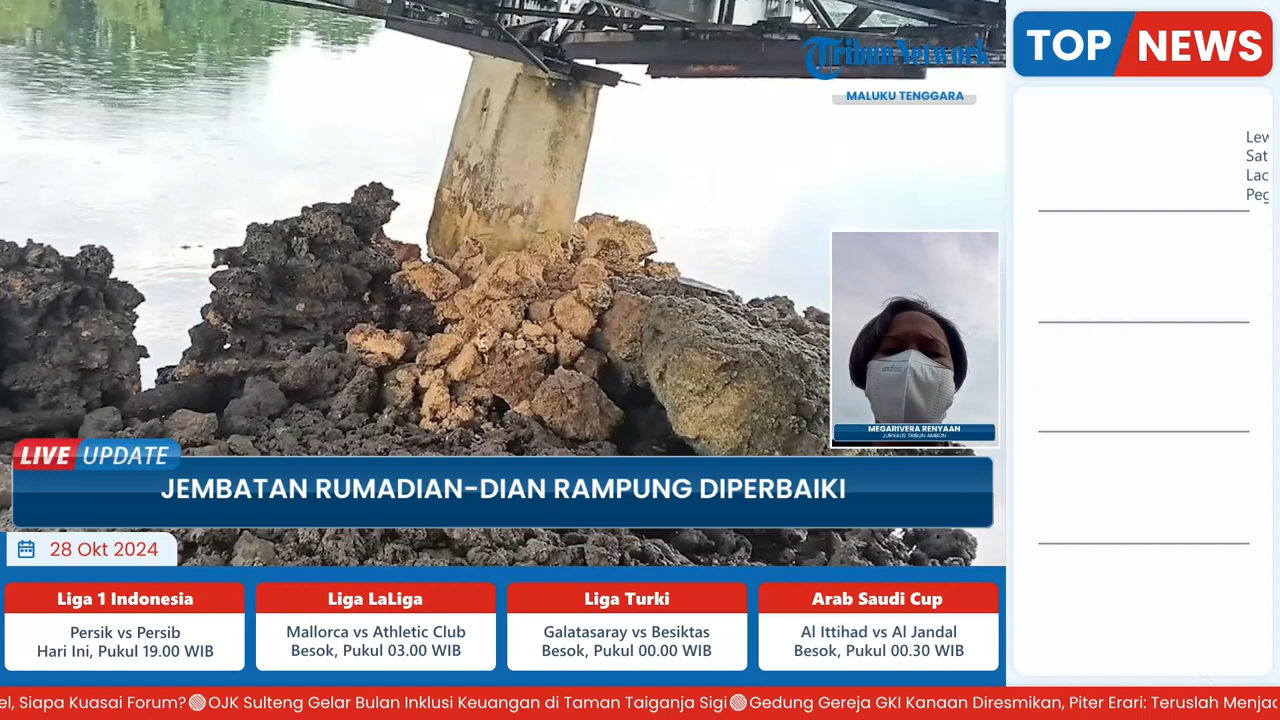 Tribun Network
MALUKU TENGGARA
TOP NEWS
Lew
Sat
Lac
Peg
MEGARIVERA RENYAAN
JURNALIS TRIBUN AMBON
LIVE UPDATE
JEMBATAN RUMADIAN-DIAN RAMPUNG DIPERBAIKI
28 Okt 2024
Liga 1 Indonesia
Persik vs Persib
Hari Ini, Pukul 19.00 WIB
Liga LaLiga
Mallorca vs Athletic Club
Besok, Pukul 03.00 WIB
Liga Turki
Galatasaray vs Besiktas
Besok, Pukul 00.00 WIB
Arab Saudi Cup
Al Ittihad vs Al Jandal
Besok, Pukul 00.30 WIB
el, Siapa Kuasai Forum? OJK Sulteng Gelar Bulan Inklusi Keuangan di Taman Taiganja Sigi Gedung Gereja GKI Kanaan Diresmikan, Piter Erari: Teruslah Menjad